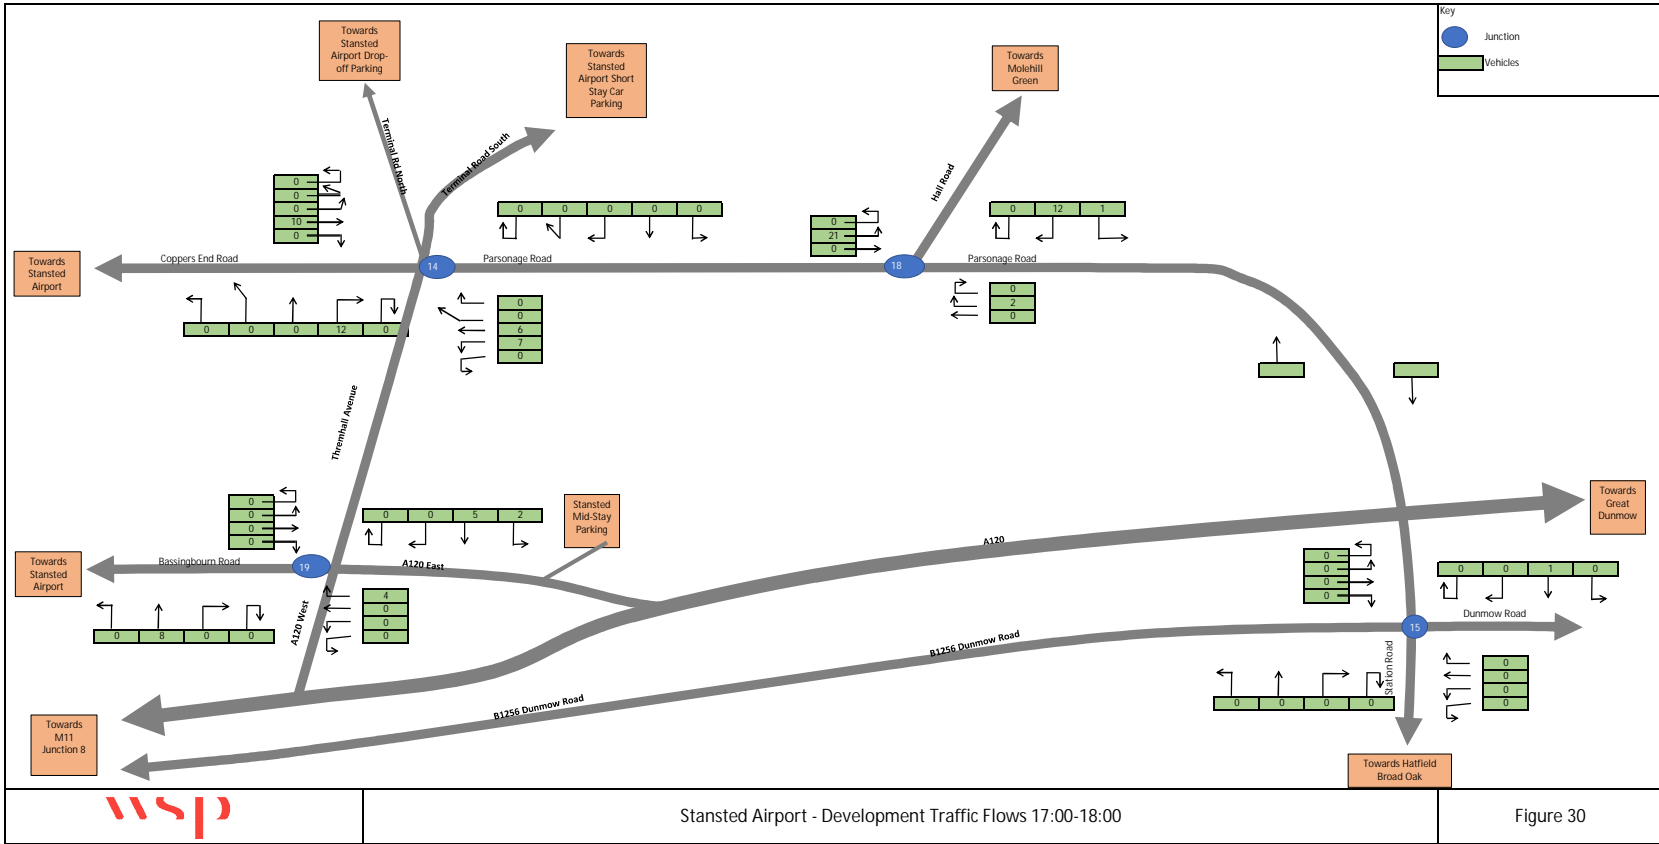 Key
Junction
Vehicles
Towards
Stansted
Airport Drop-
off Parking
Towards
Stansted
Airport Short
Stay Car
Parking
Towards
Molehill
Green
Terminal Rd North
Terminal Road South
Hall Road
0
0
0
10
0
0 0 0 0 0
0
21
0
0 12 1
Towards
Stansted
Airport
Coppers End Road
14
Parsonage Road
18
Parsonage Road
0 0 0 12 0
0
0
6
7
0
0
2
0
Thremhall Avenue
0
0
0
0
0 0 5 2
Stansted
Mid-Stay
Parking
Towards
Great
Dunmow
A120
Towards
Stansted
Airport
Bassingbourn Road
19
A120 East
0
0
0
0
0 0 1 0
A120 West
4
0
0
0
0 8 0 0
Dunmow Road
15
B1256 Dunmow Road
Station Road
0
0
0
0
0 0 0 0
B1256 Dunmow Road
Towards
M11
Junction 8
Towards Hatfield
Broad Oak
wsp
Stansted Airport - Development Traffic Flows 17:00-18:00
Figure 30